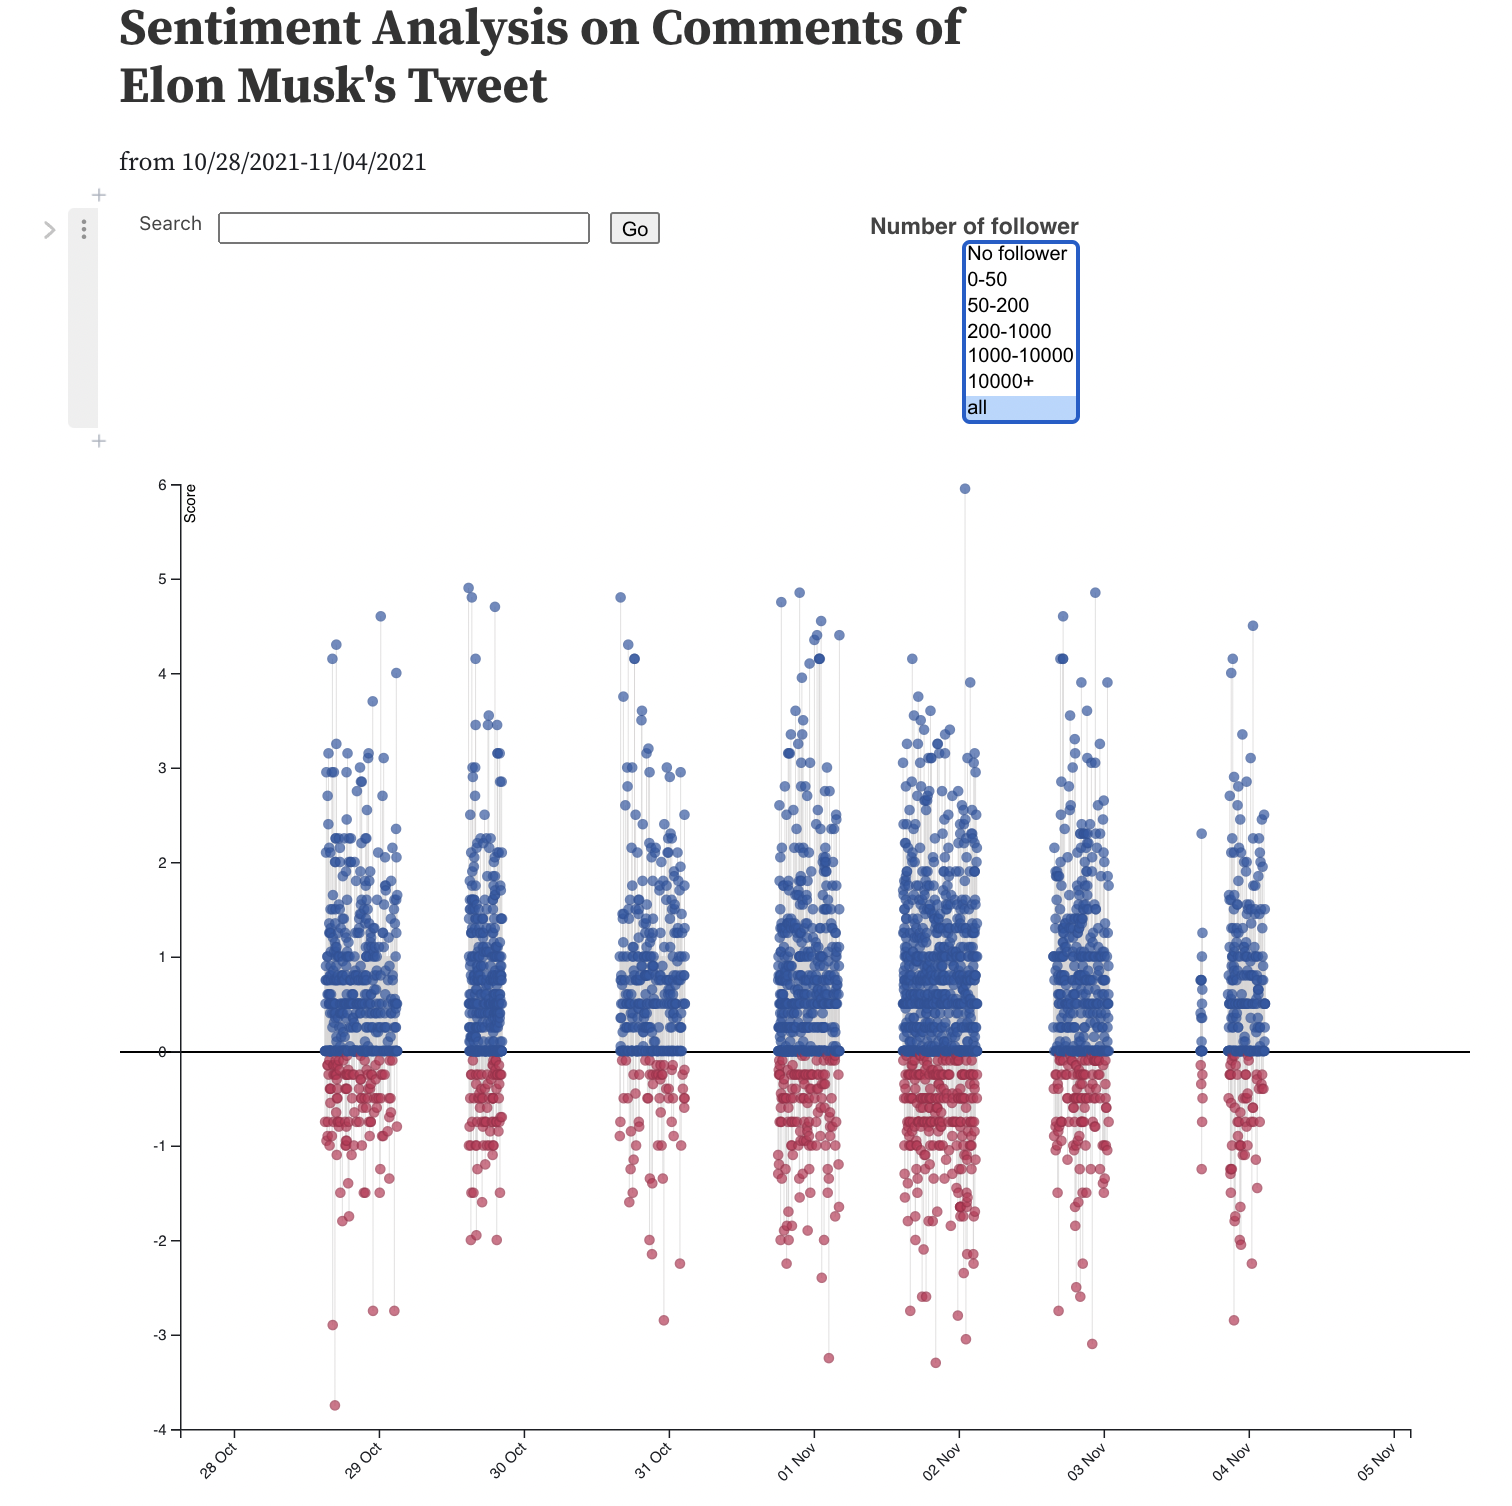 Sentiment Analysis on Comments of
Elon Musk's Tweet
from 10/28/2021-11/04/2021
Search
Go
Number of follower
No follower
0-50
50-200
200-1000
1000-10000
10000+
all
Score
6
5
4
3
2
1
0
-1
-2
-3
-4
28 Oct
29 Oct
30 Oct
31 Oct
01 Nov
02 Nov
03 Nov
04 Nov
05 Nov